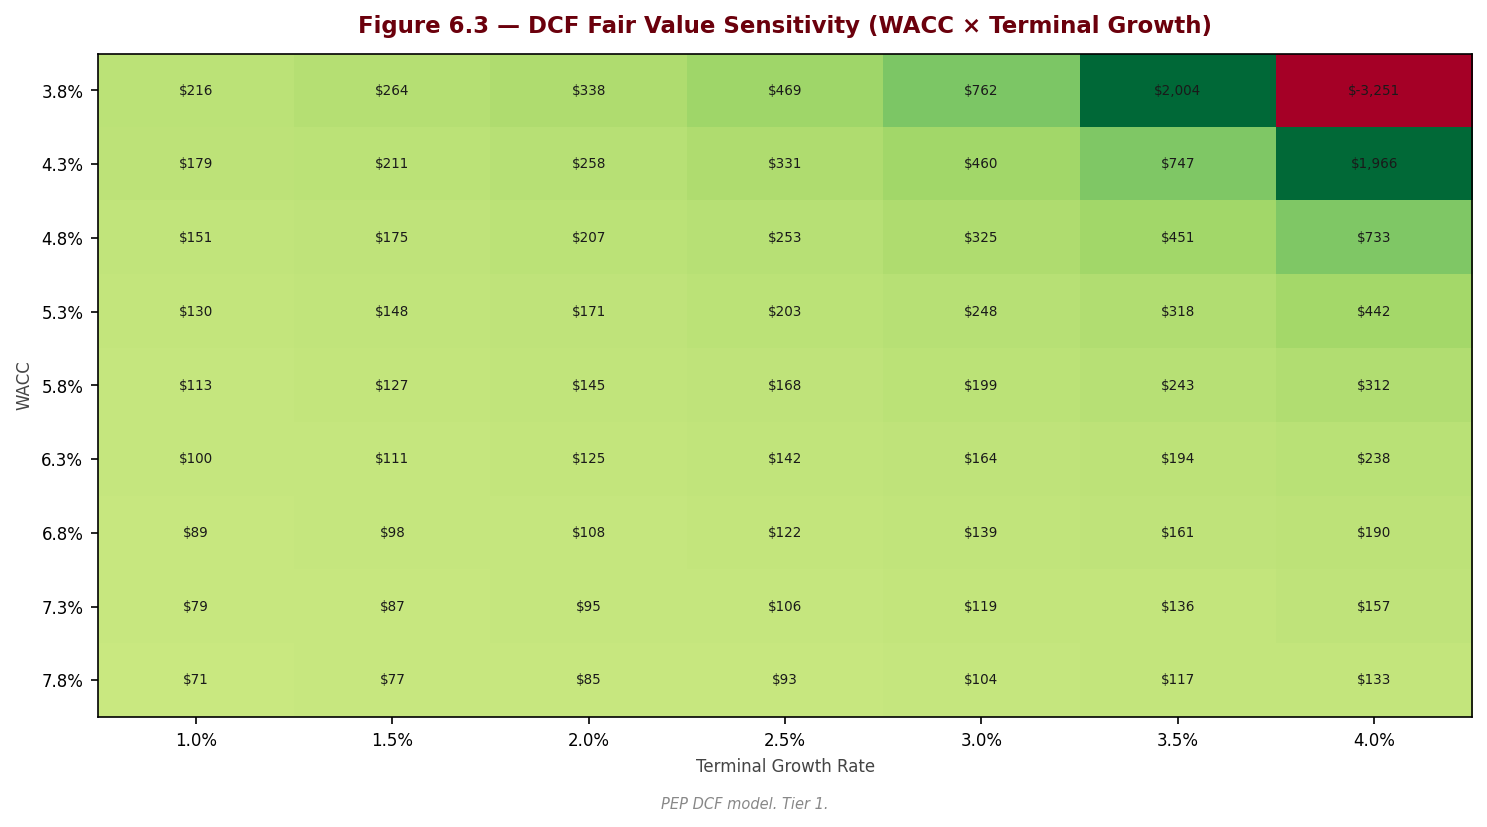 Figure 6.3 — DCF Fair Value Sensitivity (WACC × Terminal Growth)
WACC
3.8% $216 $264 $338 $469 $762 $2,004 $-3,251
4.3% $179 $211 $258 $331 $460 $747 $1,966
4.8% $151 $175 $207 $253 $325 $451 $733
5.3% $130 $148 $171 $203 $248 $318 $442
5.8% $113 $127 $145 $168 $199 $243 $312
6.3% $100 $111 $125 $142 $164 $194 $238
6.8% $89 $98 $108 $122 $139 $161 $190
7.3% $79 $87 $95 $106 $119 $136 $157
7.8% $71 $77 $85 $93 $104 $117 $133
1.0% 1.5% 2.0% 2.5% 3.0% 3.5% 4.0%
Terminal Growth Rate
PEP DCF model. Tier 1.